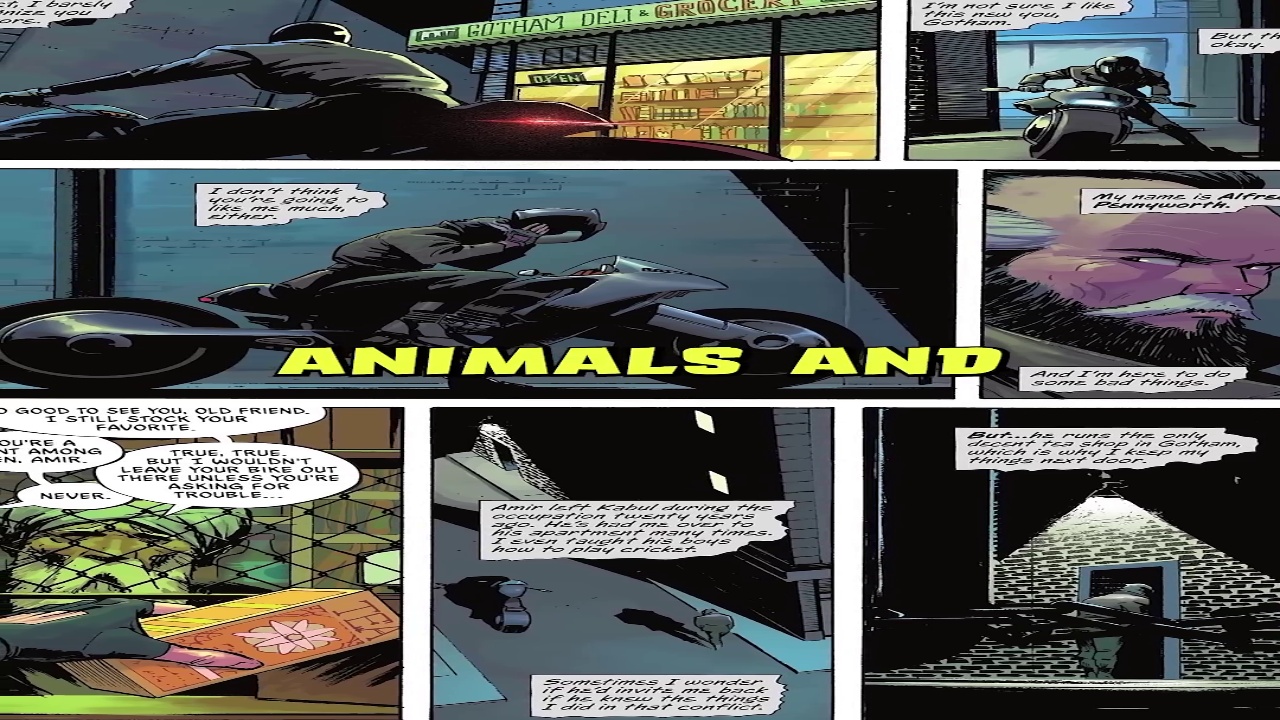 I barely
GOTHAM DELI & GROCERY
OPEN
I'm not sure I like
this new you,
Gotham.
okay.
I don't think
you're going to
like me much,
either.
My name is Alfre
Pennyworth.
And I'm here to do
some bad things.
ANIMALS AND
GOOD TO SEE YOU, OLD FRIEND.
I STILL STOCK YOUR
FAVORITE.
AMONG
AMIR.
NEVER.
TRUE, TRUE.
BUT I WOULDN'T
LEAVE YOUR BIKE OUT
THERE UNLESS YOU'RE
ASKING FOR
TROUBLE...
Amir left Kabul during the
occupation twenty years
ago. He's had me over to
his apartment many times.
I even taught his boys
how to play cricket.
Sometimes I wonder
if he'd invite me back
if he knew the things
I did in that conflict.
But...he runs the only
decent tea shop in Gotham,
which is why I keep my
things next door.